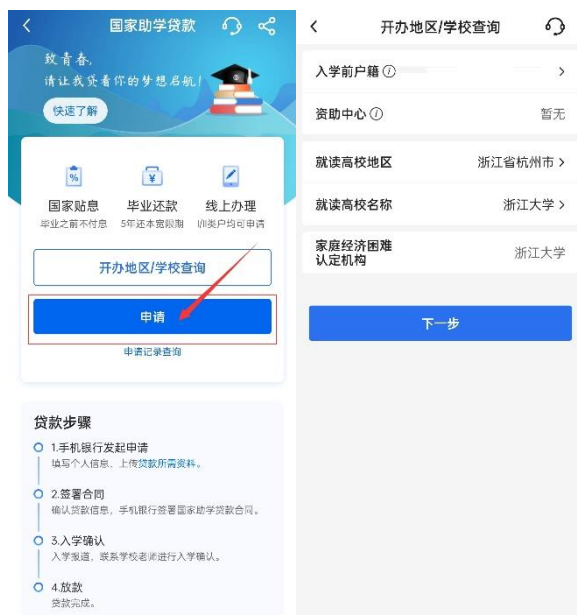 国家助学贷款
致青春,
请让我贷着你的梦想启航!
快速了解
国家贴息
毕业之前不付息
毕业还款
5年还本宽限期
线上办理
I/II类户均可申请
开办地区/学校查询
申请
申请记录查询
贷款步骤
1.手机银行发起申请
填写个人信息、上传贷款所需资料。
2.签署合同
确认贷款信息,手机银行签署国家助学贷款合同。
3.入学确认
入学报道,联系学校老师进行入学确认。
4.放款
贷款完成。
开办地区/学校查询
入学前户籍
资助中心
暂无
就读高校地区
浙江省杭州市
就读高校名称
浙江大学
家庭经济困难
认定机构
浙江大学
下一步